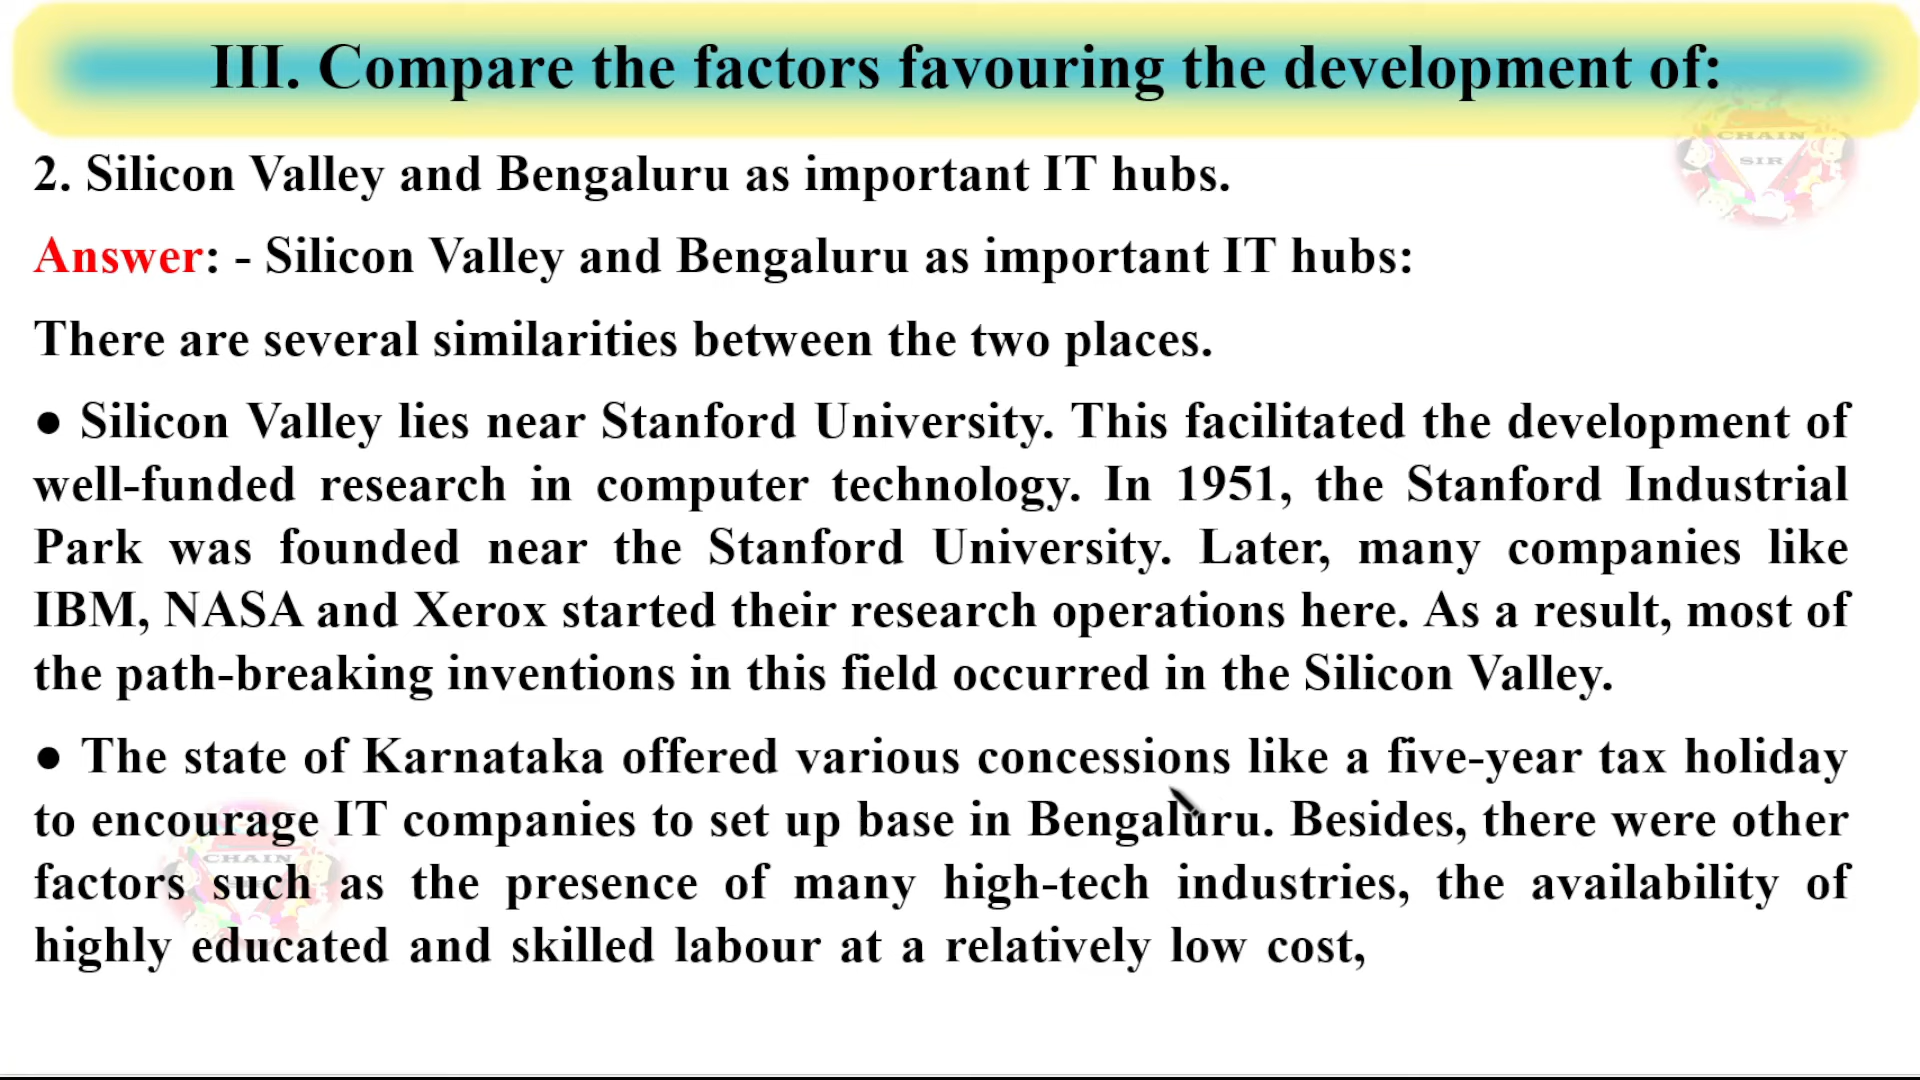 III. Compare the factors favouring the development of:
CHAIN
SIR
2. Silicon Valley and Bengaluru as important IT hubs.
Answer: - Silicon Valley and Bengaluru as important IT hubs:
There are several similarities between the two places.
● Silicon Valley lies near Stanford University. This facilitated the development of
well-funded research in computer technology. In 1951, the Stanford Industrial
Park was founded near the Stanford University. Later, many companies like
IBM, NASA and Xerox started their research operations here. As a result, most of
the path-breaking inventions in this field occurred in the Silicon Valley.
● The state of Karnataka offered various concessions like a five-year tax holiday
to encourage IT companies to set up base in Bengaluru. Besides, there were other
CHAIN
factors such as the presence of many high-tech industries, the availability of
highly educated and skilled labour at a relatively low cost,